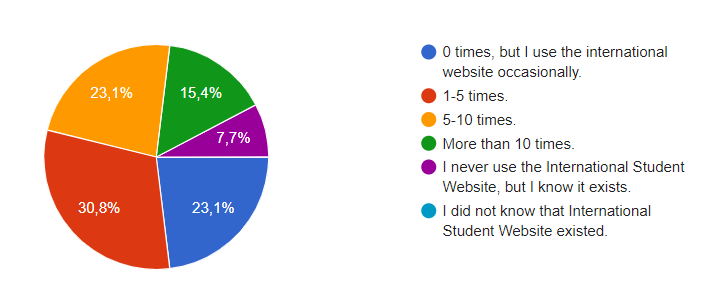 0 times, but I use the international
website occasionally.
1-5 times.
5-10 times.
More than 10 times.
I never use the International Student
Website, but I know it exists.
I did not know that International
Student Website existed.
23,1%
15,4%
7,7%
30,8%
23,1%